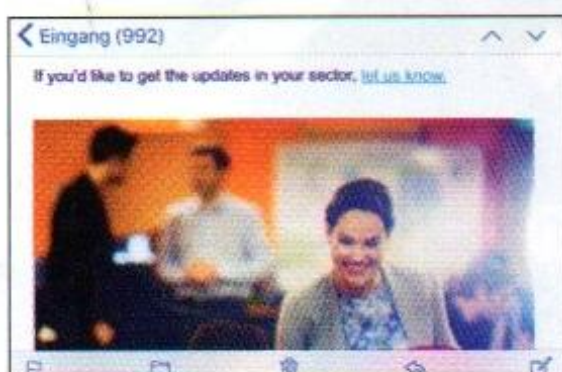 Eingang (992)
If you'd like to get the updates in your sector, let us know.